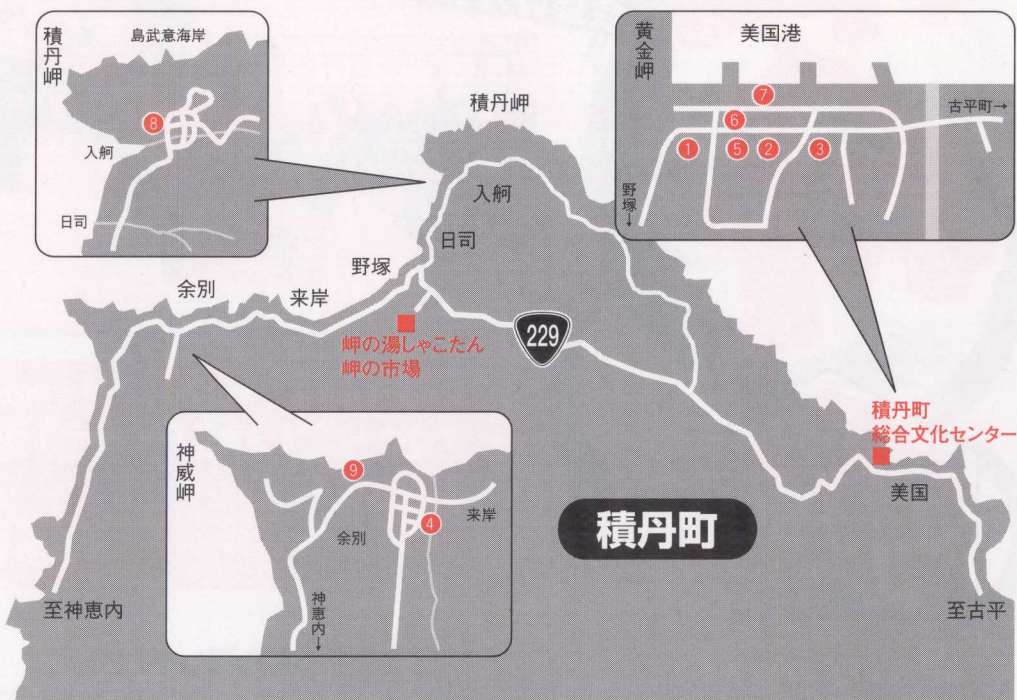 積丹岬
島武意海岸
8
入舸
日司
黄金岬
美国港
7
古平町→
6
1
5
2
3
野塚↓
積丹岬
入舸
日司
野塚
余別
来岸
229
岬の湯しゃこたん
岬の市場
積丹町
総合文化センター
美国
神威岬
9
来岸
4
余別
神恵内↓
積丹町
至神恵内
至古平